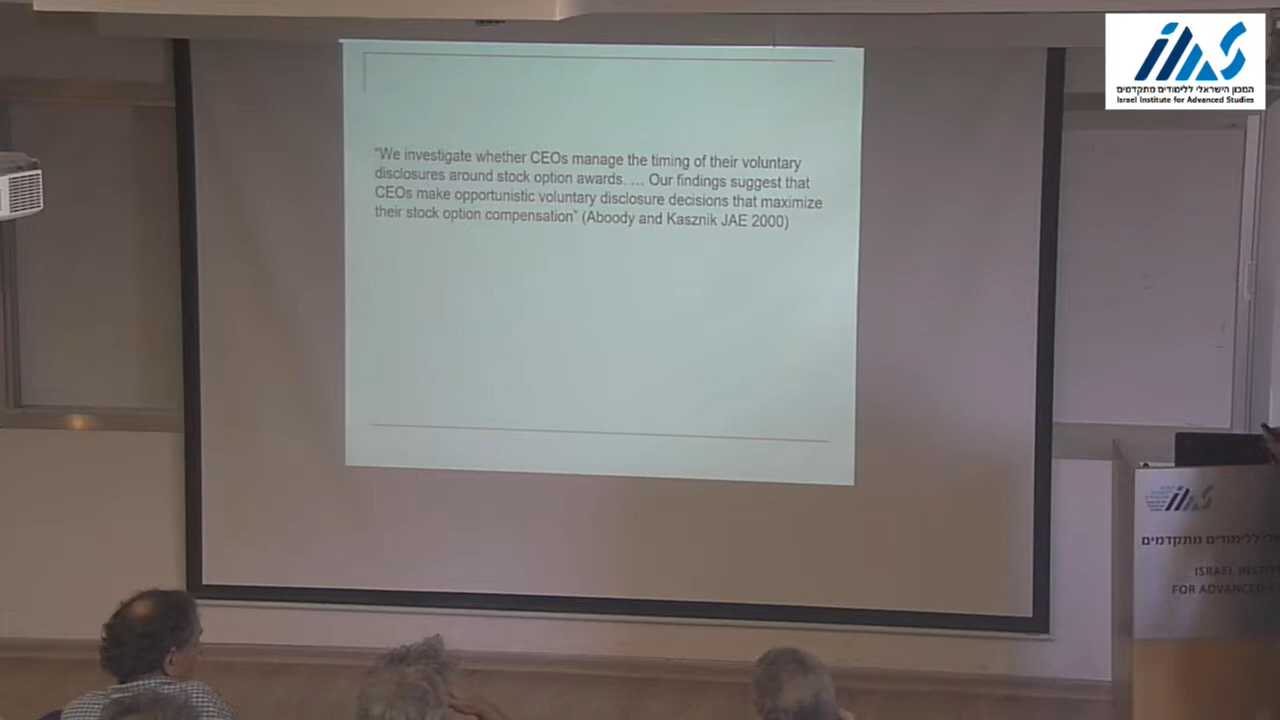 המכון הישראלי ללימודים מתקדמים
Israel Institute for Advanced Studies
"We investigate whether CEOs manage the timing of their voluntary
disclosures around stock option awards. ... Our findings suggest that
CEOs make opportunistic voluntary disclosure decisions that maximize
their stock option compensation" (Aboody and Kasznik JAE 2000)
ללימודים מתקדמים
ISRAEL
FOR ADVANCED